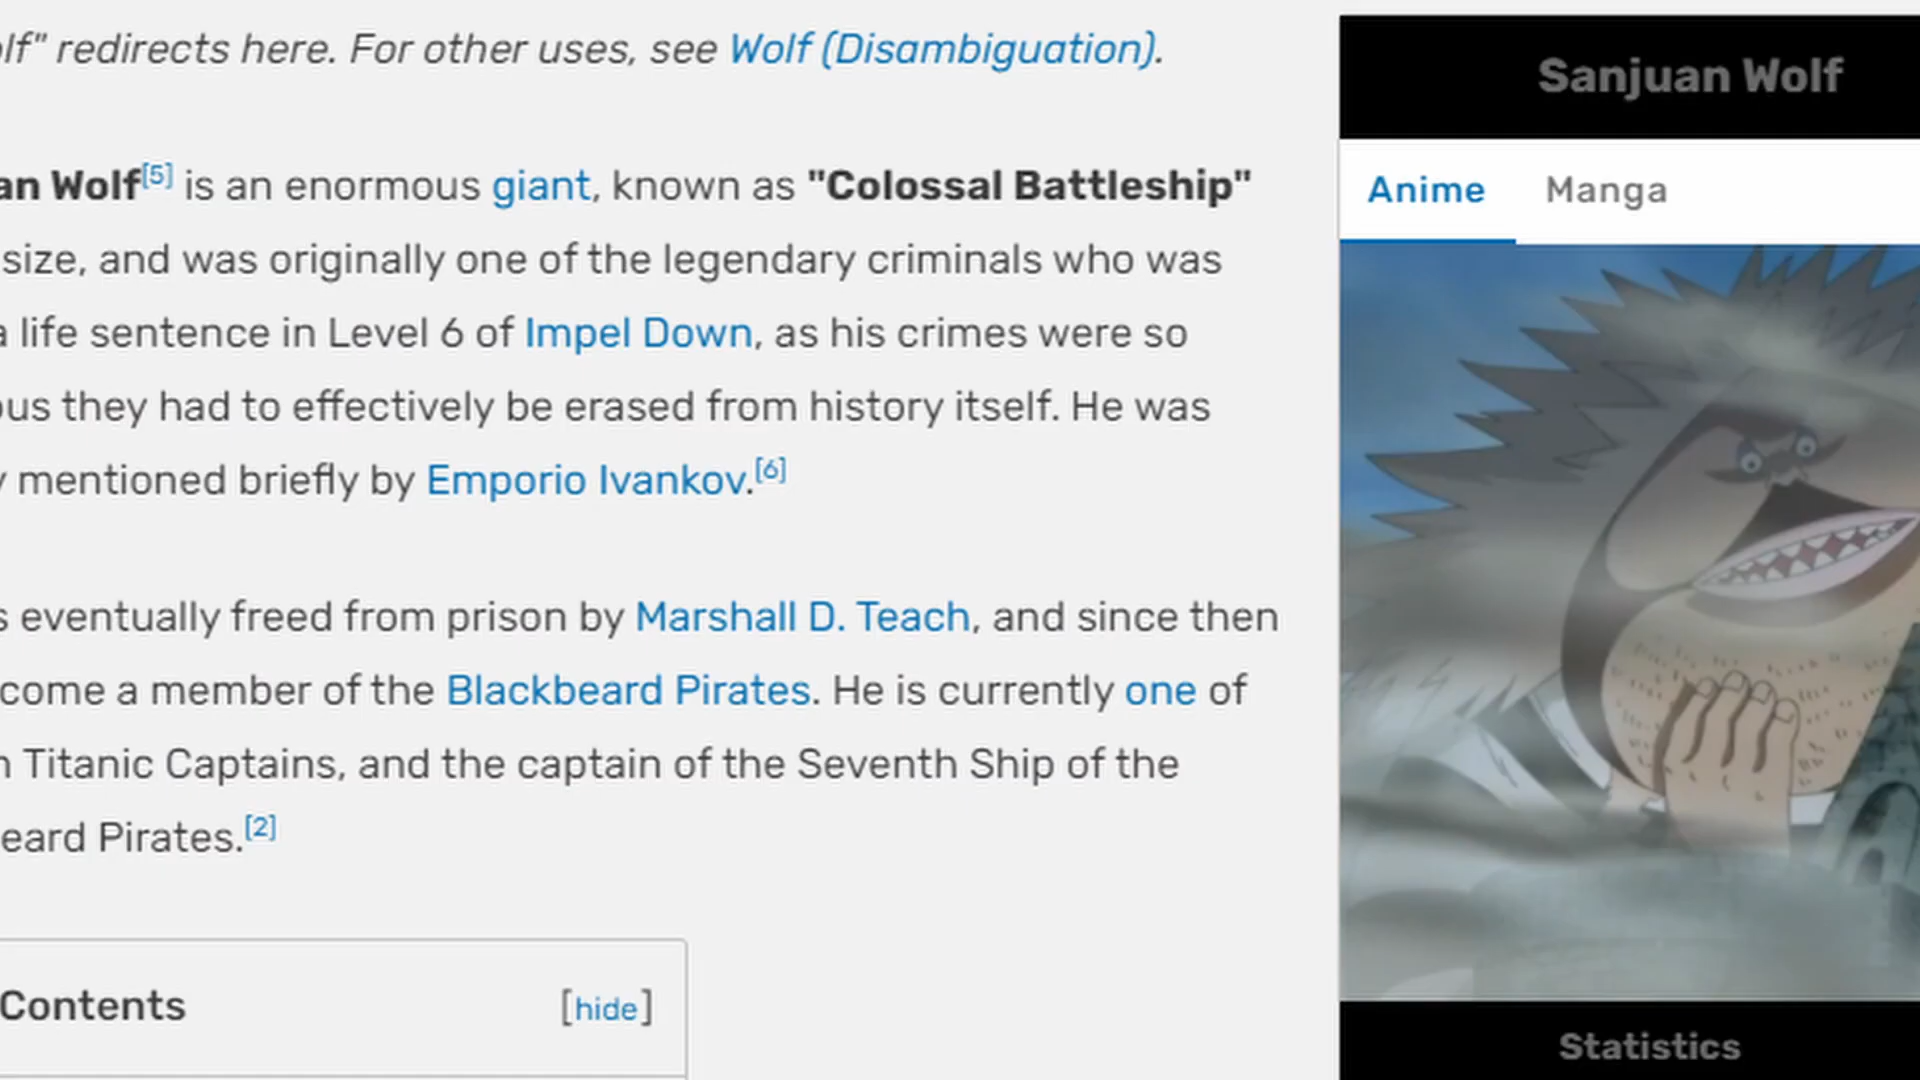 lf" redirects here. For other uses, see Wolf (Disambiguation).
an Wolf[5] is an enormous giant, known as "Colossal Battleship"
size, and was originally one of the legendary criminals who was
a life sentence in Level 6 of Impel Down, as his crimes were so
ous they had to effectively be erased from history itself. He was
y mentioned briefly by Emporio Ivankov.[6]
s eventually freed from prison by Marshall D. Teach, and since then
come a member of the Blackbeard Pirates. He is currently one of
n Titanic Captains, and the captain of the Seventh Ship of the
eard Pirates.[2]
Contents [hide]
Sanjuan Wolf
Anime Manga
Statistics